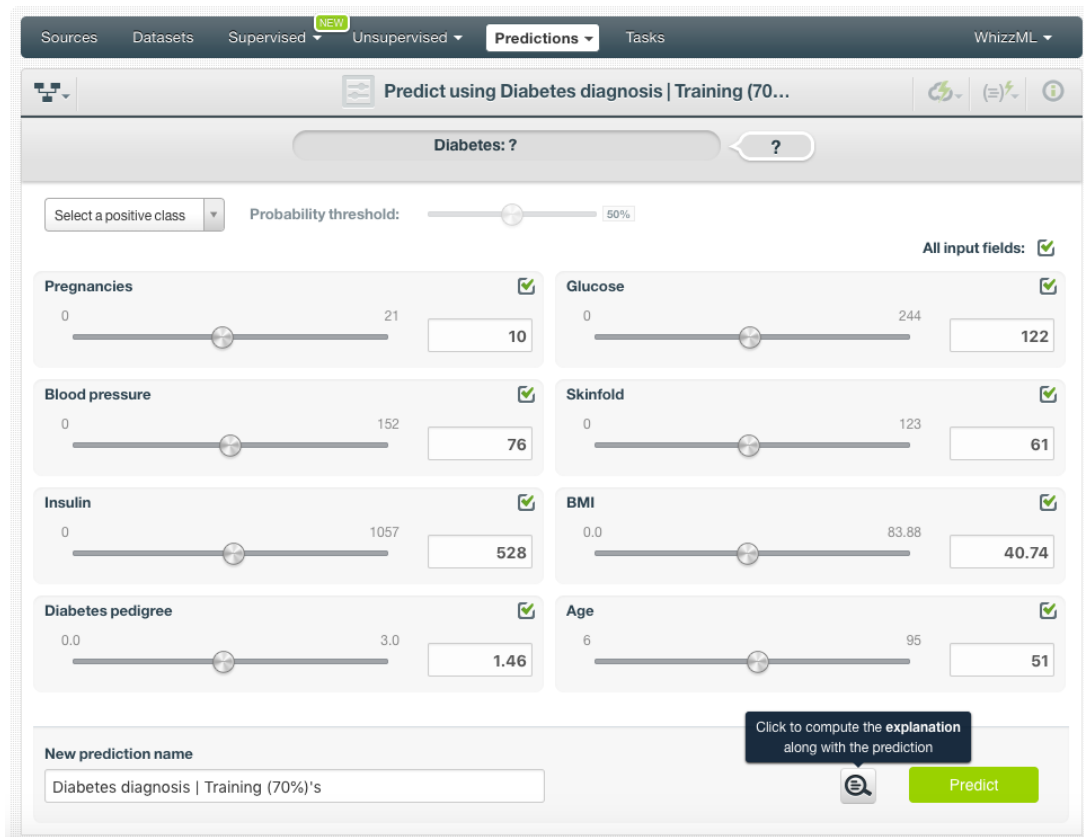 NEW
Sources Datasets Supervised Unsupervised Predictions Tasks WhizzML
Predict using Diabetes diagnosis | Training (70...
Diabetes: ? ?
Select a positive class Probability threshold: 50%
All input fields:
Pregnancies Glucose
0 21 0 244
10 122
Blood pressure Skinfold
0 152 0 123
76 61
Insulin BMI
0 1057 0.0 83.88
528 40.74
Diabetes pedigree Age
0.0 3.0 6 95
1.46 51
Click to compute the explanation
along with the prediction
New prediction name
Diabetes diagnosis | Training (70%)'s Predict